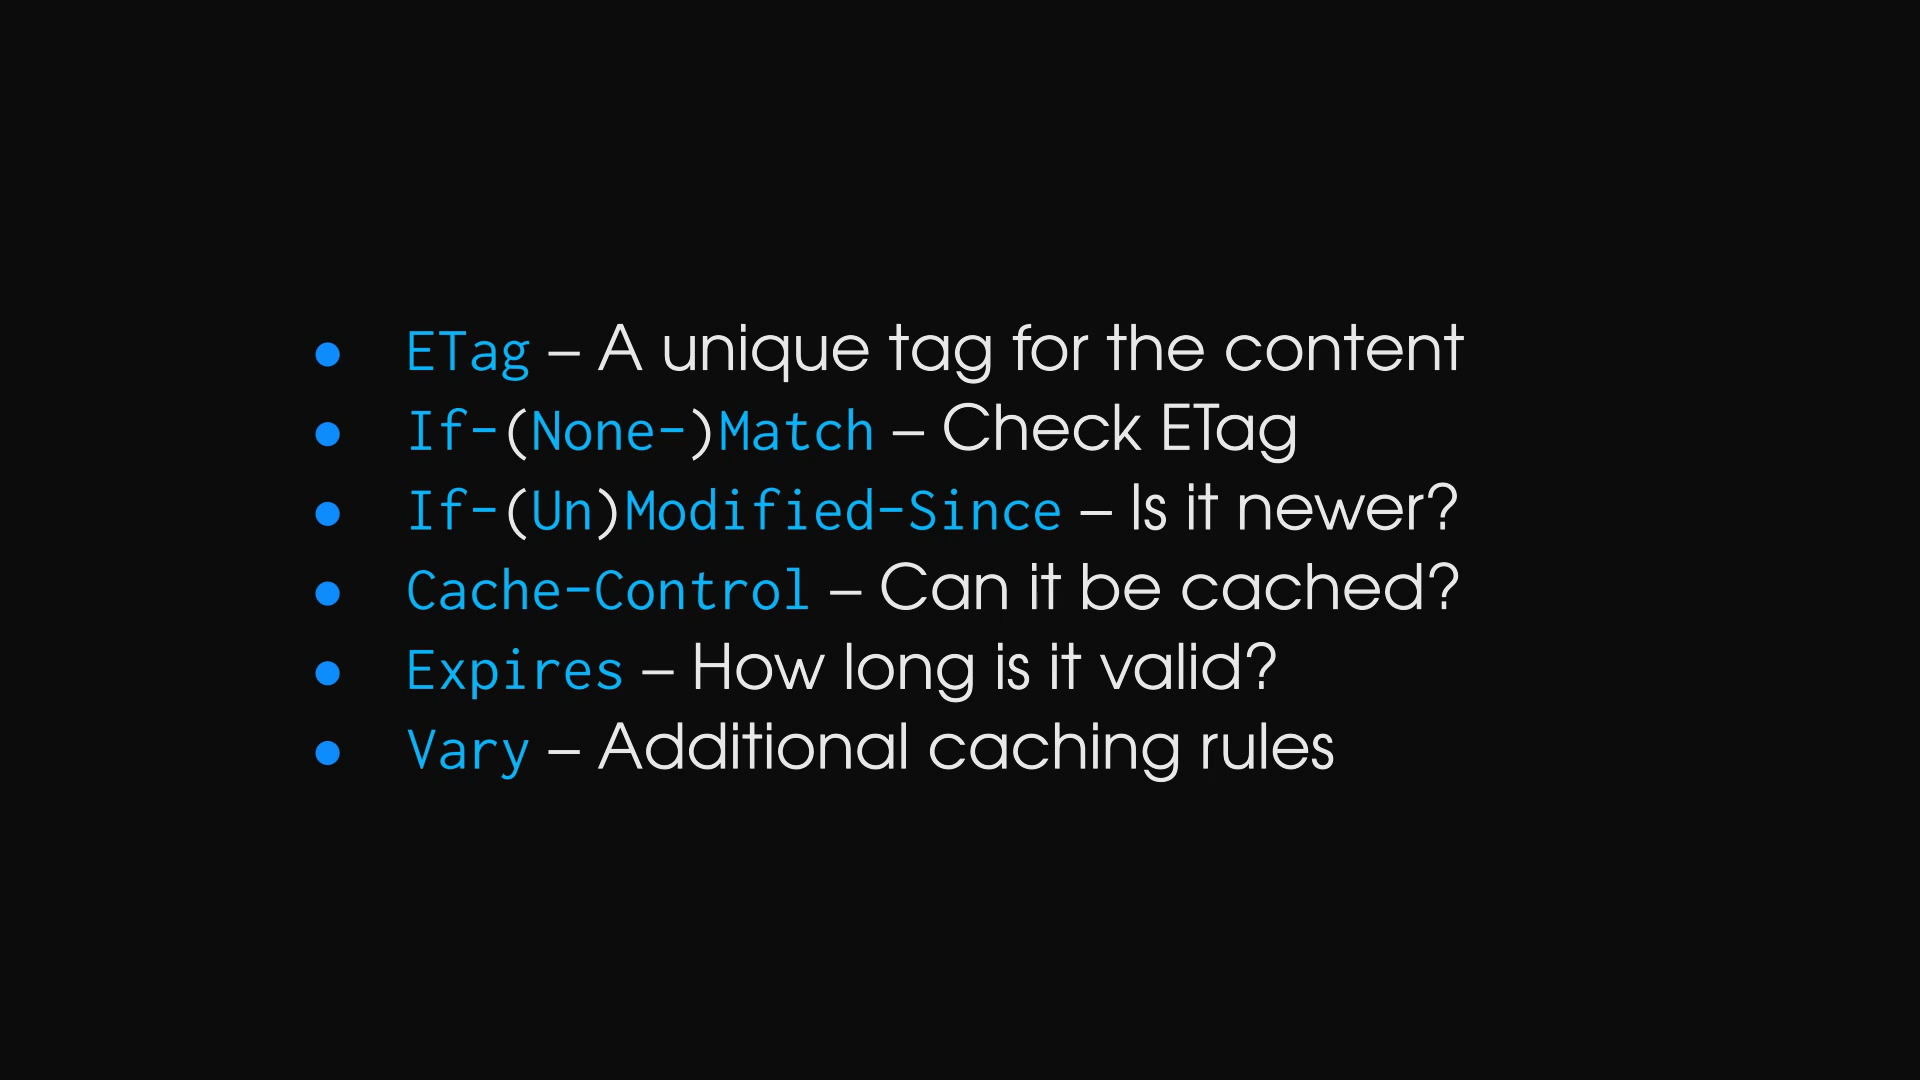 • ETag – A unique tag for the content
• If-(None-)Match – Check ETag
• If-(Un)Modified-Since – Is it newer?
• Cache-Control – Can it be cached?
• Expires – How long is it valid?
• Vary – Additional caching rules